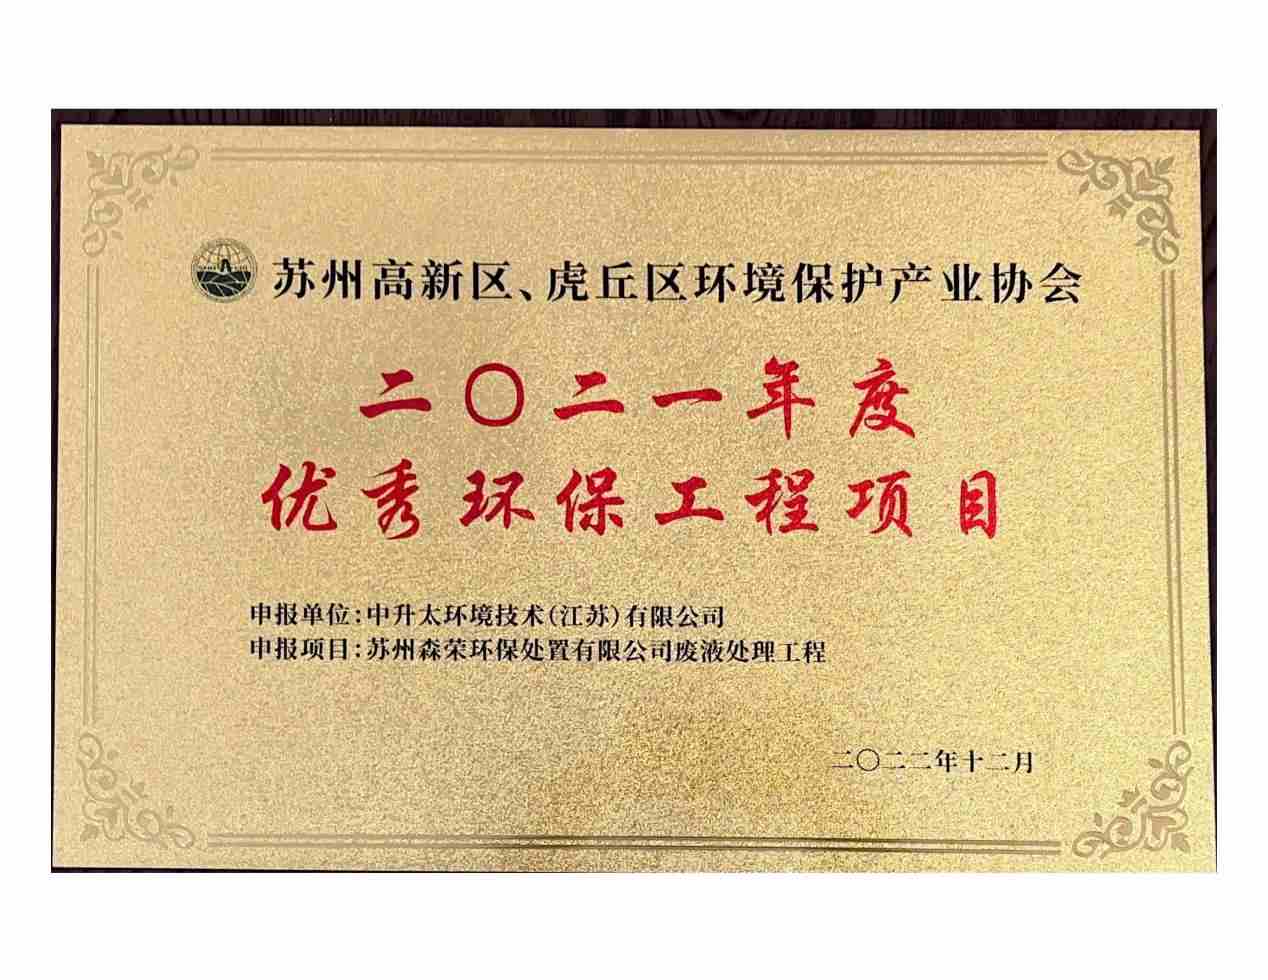 苏州高新区、虎丘区环境保护产业协会
二〇二一年度
优秀环保工程项目
申报单位:中升太环境技术(江苏)有限公司
申报项目:苏州森荣环保处置有限公司废液处理工程
二〇二二年十二月